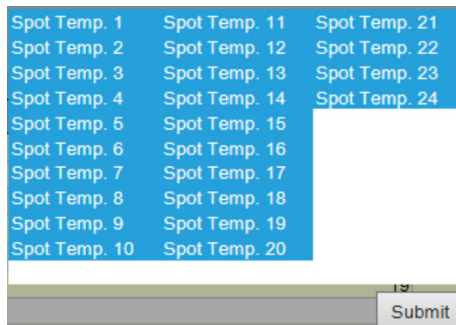 Spot Temp. 1
Spot Temp. 2
Spot Temp. 3
Spot Temp. 4
Spot Temp. 5
Spot Temp. 6
Spot Temp. 7
Spot Temp. 8
Spot Temp. 9
Spot Temp. 10
Spot Temp. 11
Spot Temp. 12
Spot Temp. 13
Spot Temp. 14
Spot Temp. 15
Spot Temp. 16
Spot Temp. 17
Spot Temp. 18
Spot Temp. 19
Spot Temp. 20
Spot Temp. 21
Spot Temp. 22
Spot Temp. 23
Spot Temp. 24
Submit